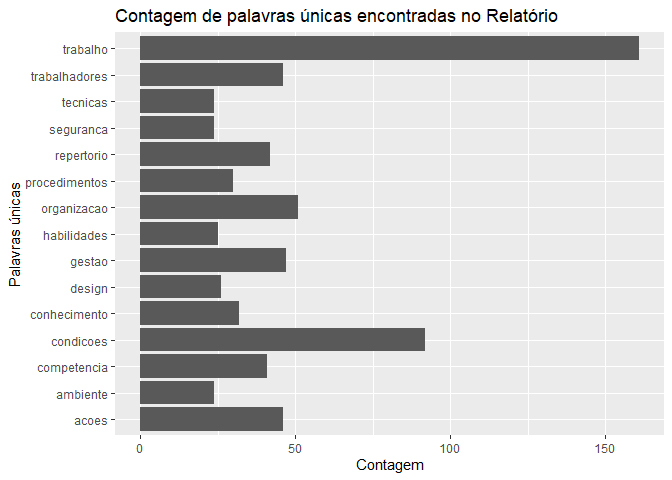 Contagem de palavras únicas encontradas no Relatório
Palavras únicas
trabalho
trabalhadores
tecnicas
seguranca
repertorio
procedimentos
organizacao
habilidades
gestao
design
conhecimento
condicoes
competencia
ambiente
acoes
0 50 100 150
Contagem